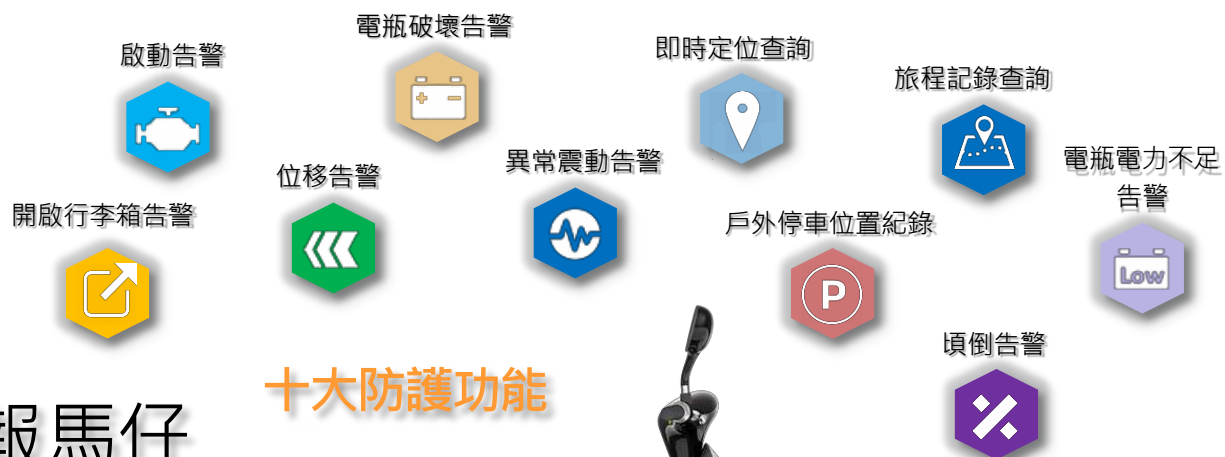 電瓶破壞告警
啟動告警
即時定位查詢
旅程記錄查詢
異常震動告警
電瓶電力不足
告警
位移告警
開啟行李箱告警
戶外停車位置紀錄
Low
P
頃倒告警
十大防護功能
報馬仔